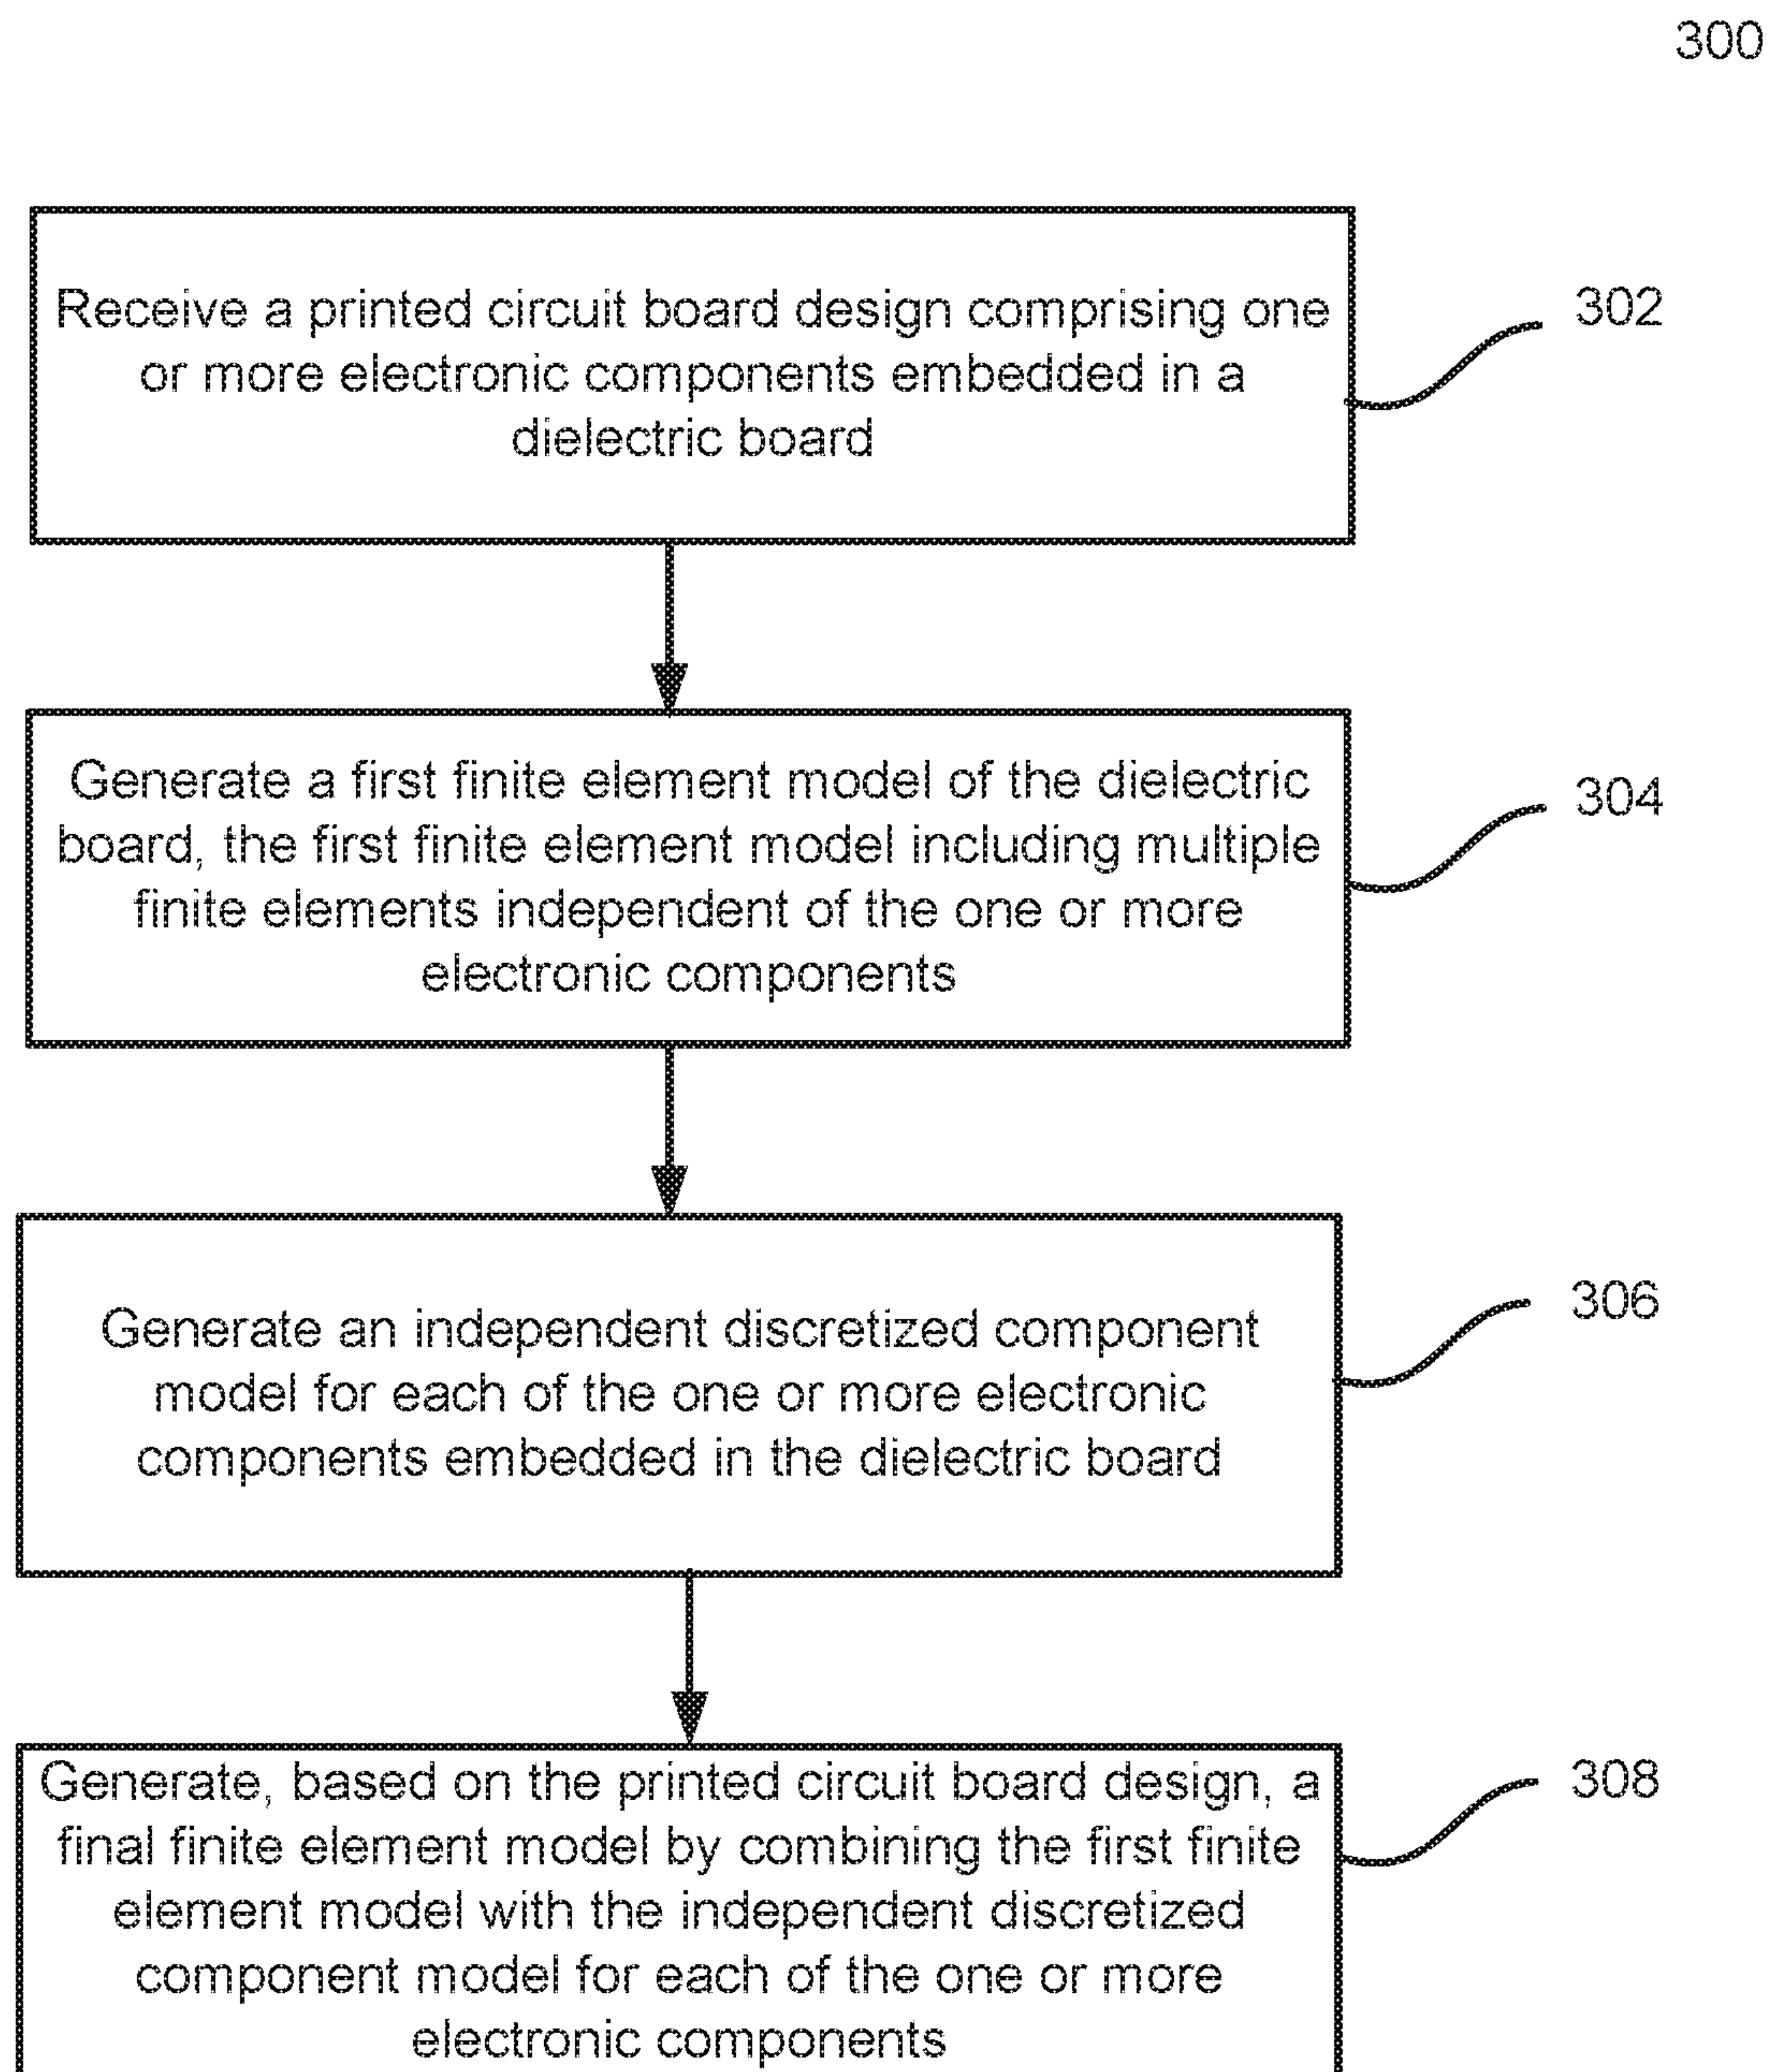 300
Receive a printed circuit board design comprising one
or more electronic components embedded in a
dielectric board
302
Generate a first finite element model of the dielectric
board, the first finite element model including multiple
finite elements independent of the one or more
electronic components
304
Generate an independent discretized component
model for each of the one or more electronic
components embedded in the dielectric board
306
Generate, based on the printed circuit board design, a
final finite element model by combining the first finite
element model with the independent discretized
component model for each of the one or more
electronic components
308